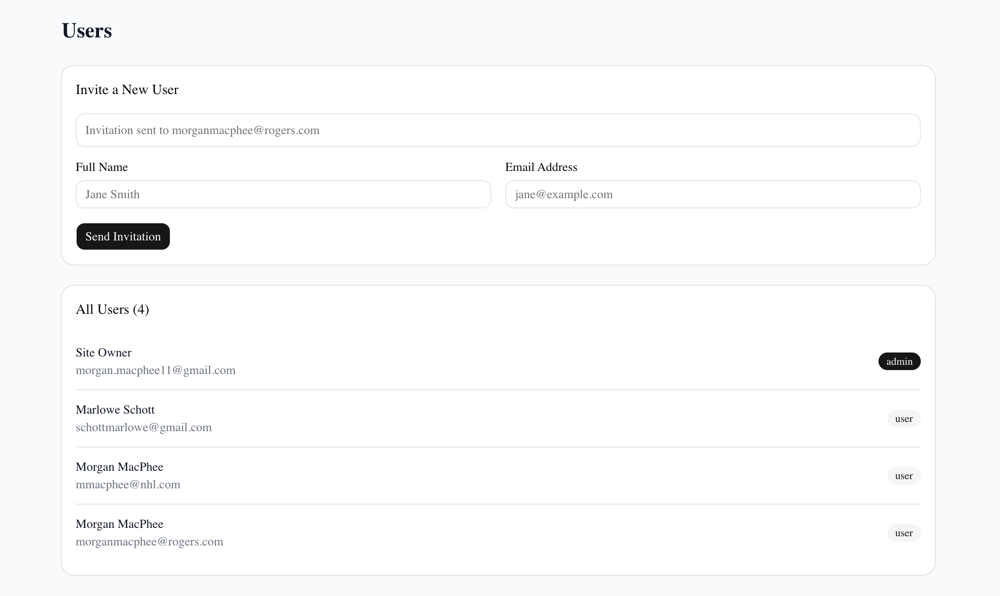 Users
Invite a New User
Invitation sent to morganmacphee@rogers.com
Full Name
Email Address
Jane Smith
jane@example.com
Send Invitation
All Users (4)
Site Owner
morgan.macphee11@gmail.com
admin
Marlowe Schott
schottmarlowe@gmail.com
user
Morgan MacPhee
mmacphee@nhl.com
user
Morgan MacPhee
morganmacphee@rogers.com
user